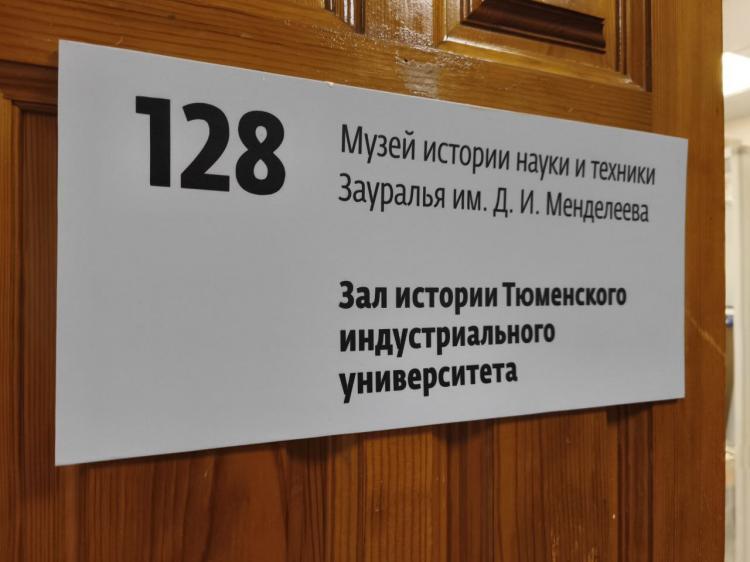 128
Музей истории науки и техники
Зауралья им. Д. И. Менделеева
Зал истории Тюменского
индустриального
университета